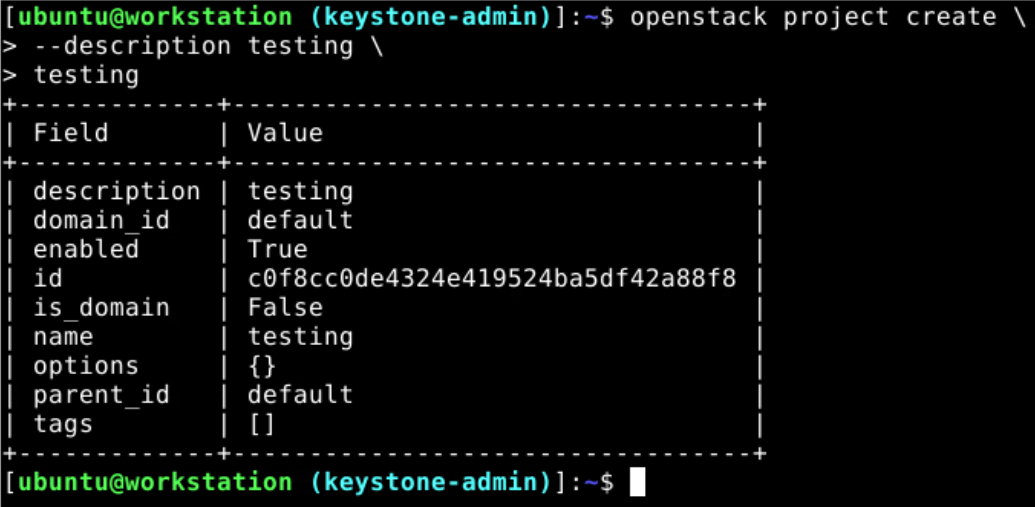 [ubuntu@workstation (keystone-admin)]:~$ openstack project create \
> --description testing \
> testing
+-------------+----------------------------------+
| Field       | Value                            |
+-------------+----------------------------------+
| description | testing                          |
| domain_id   | default                          |
| enabled     | True                             |
| id          | c0f8cc0de4324e419524ba5df42a88f8 |
| is_domain   | False                            |
| name        | testing                          |
| options     | {}                               |
| parent_id   | default                          |
| tags        | []                               |
+-------------+----------------------------------+
[ubuntu@workstation (keystone-admin)]:~$